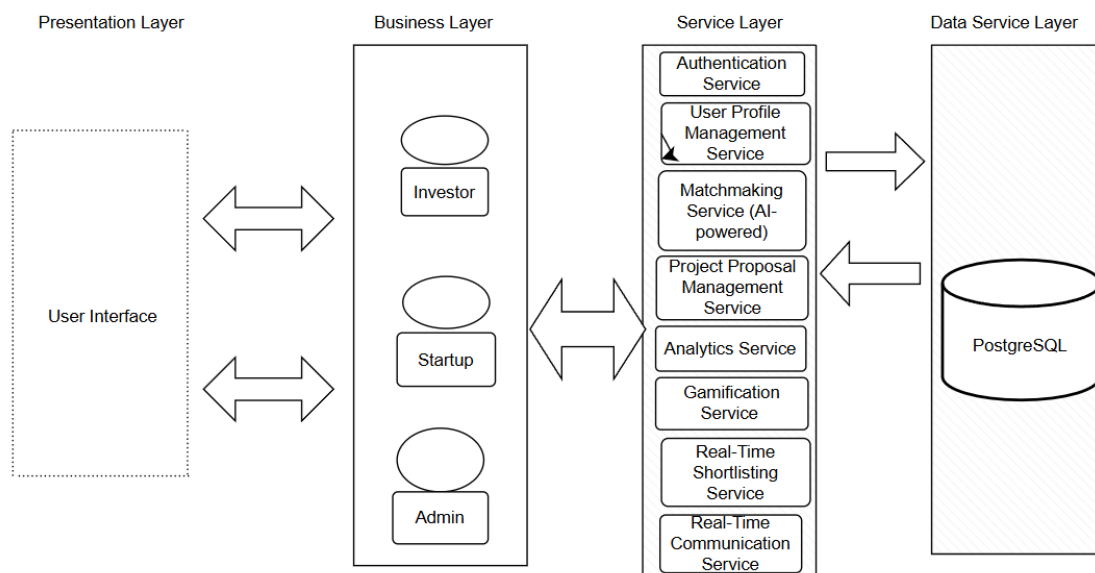 Presentation Layer
Business Layer
Service Layer
Data Service Layer
User Interface
Investor
Startup
Admin
Authentication
Service
User Profile
Management
Service
Matchmaking
Service (AI-
powered)
Project Proposal
Management
Service
Analytics Service
Gamification
Service
Real-Time
Shortlisting
Service
Real-Time
Communication
Service
PostgreSQL